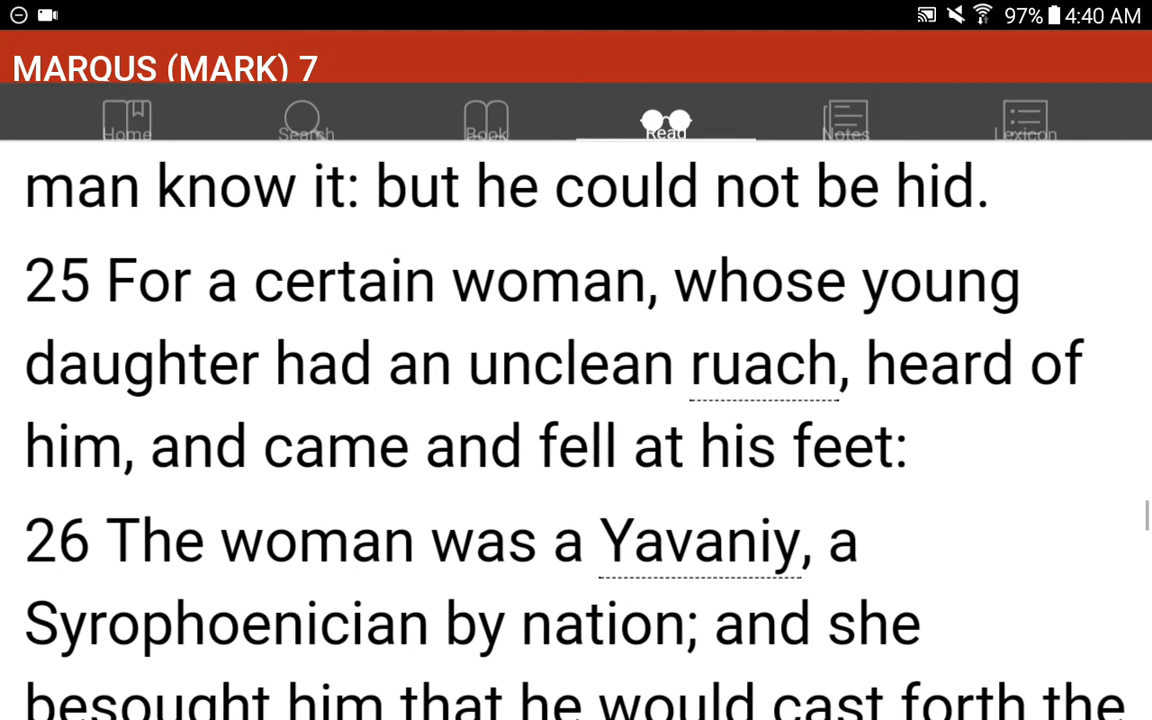 97% 4:40 AM
MARQUS (MARK) 7
Home Search Book Read Notes Lexicon
man know it: but he could not be hid.
25 For a certain woman, whose young
daughter had an unclean ruach, heard of
him, and came and fell at his feet:
26 The woman was a Yavaniy, a
Syrophoenician by nation; and she
besought him that he would cast forth the